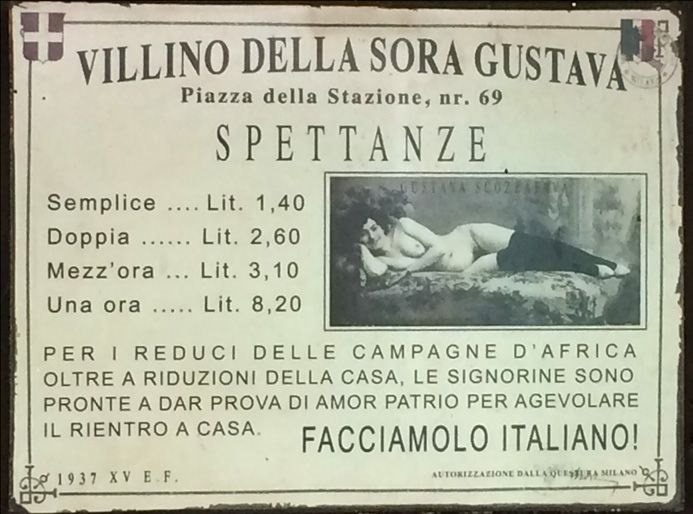 VILLINO DELLA SORA GUSTAVA
Piazza della Stazione, nr. 69
SPETTANZE
Semplice .... Lit. 1,40
Doppia ...... Lit. 2,60
Mezz'ora ... Lit. 3,10
Una ora ..... Lit. 8,20
PER I REDUCI DELLE CAMPAGNE D'AFRICA
OLTRE A RIDUZIONI DELLA CASA, LE SIGNORINE SONO
PRONTE A DAR PROVA DI AMOR PATRIO PER AGEVOLARE
IL RIENTRO A CASA.
FACCIAMOLO ITALIANO!
1937 XV E.F.
AUTORIZZAZIONE DALLA QUESTURA MILANO